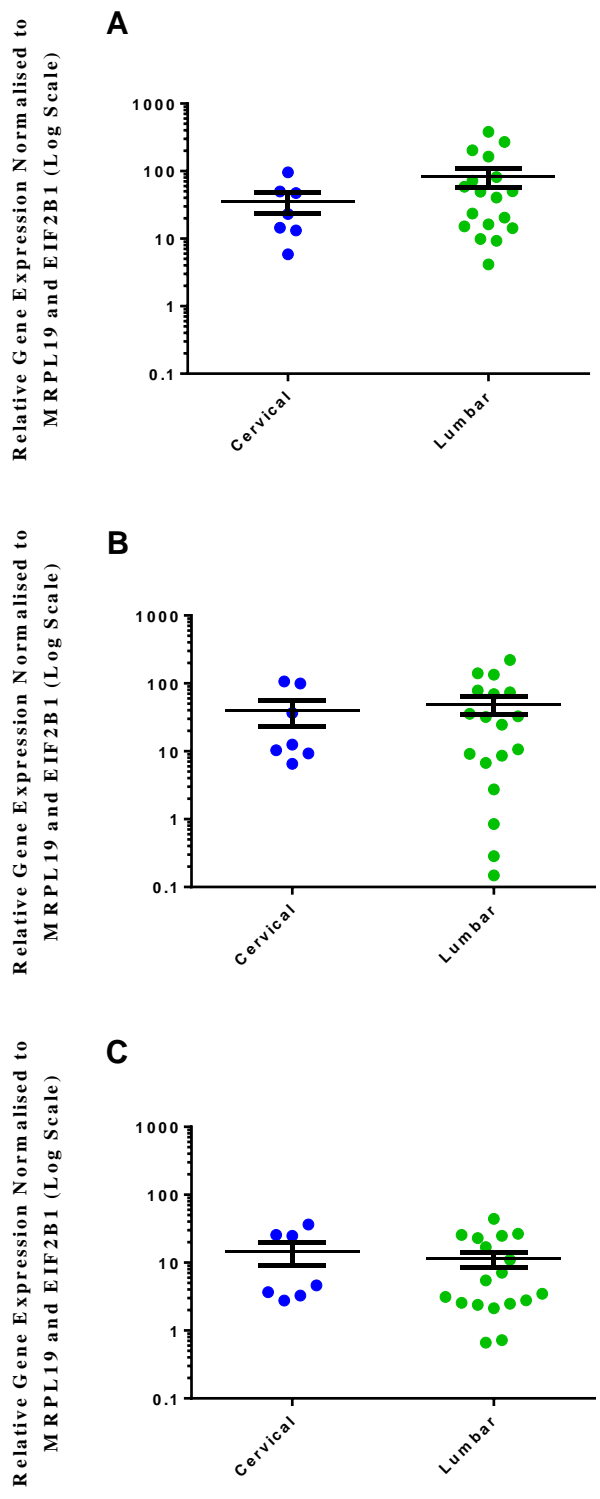 A
Relative Gene Expression Normalised to
MRPL19 and EIF2B1 (Log Scale)
1000
100
10
1
0.1
Cervical
Lumbar
B
Relative Gene Expression Normalised to
MRPL19 and EIF2B1 (Log Scale)
1000
100
10
1
0.1
Cervical
Lumbar
C
Relative Gene Expression Normalised to
MRPL19 and EIF2B1 (Log Scale)
1000
100
10
1
0.1
Cervical
Lumbar